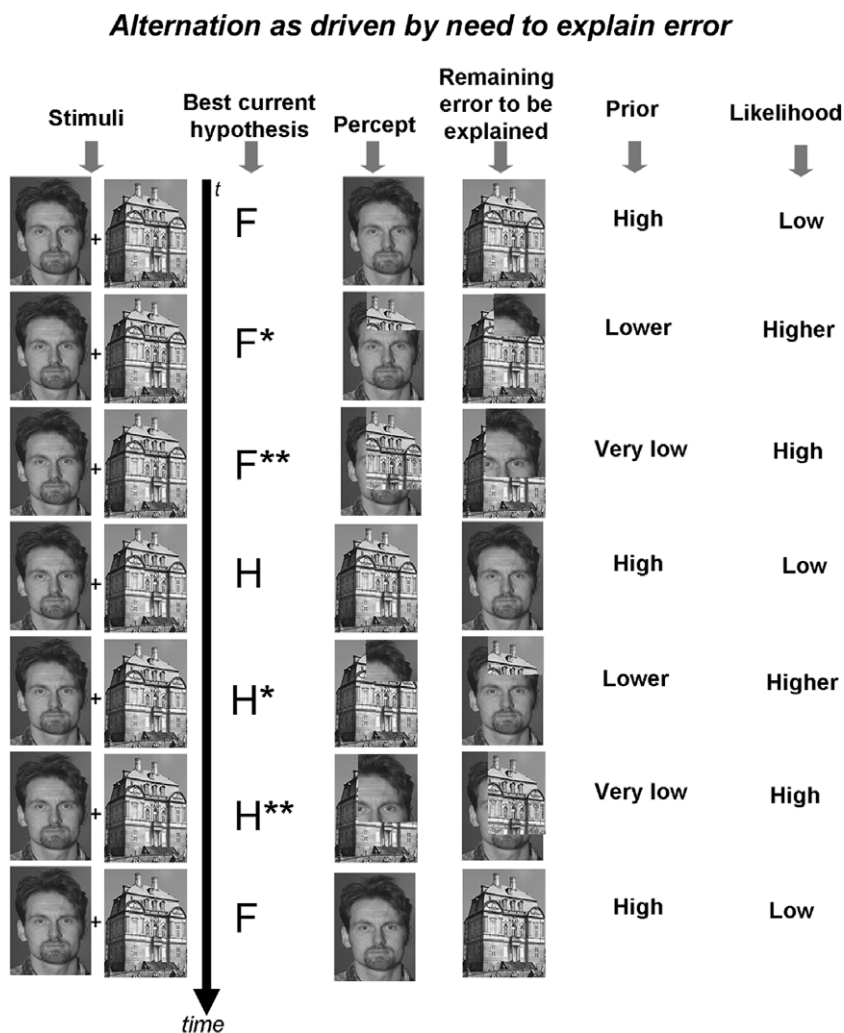 Alternation as driven by need to explain error
Stimuli
Best current
hypothesis
Percept
Remaining
error to be
explained
Prior
Likelihood
t
+ F High Low
+ F* Lower Higher
+ F** Very low High
+ H High Low
+ H* Lower Higher
+ H** Very low High
+ F High Low
time